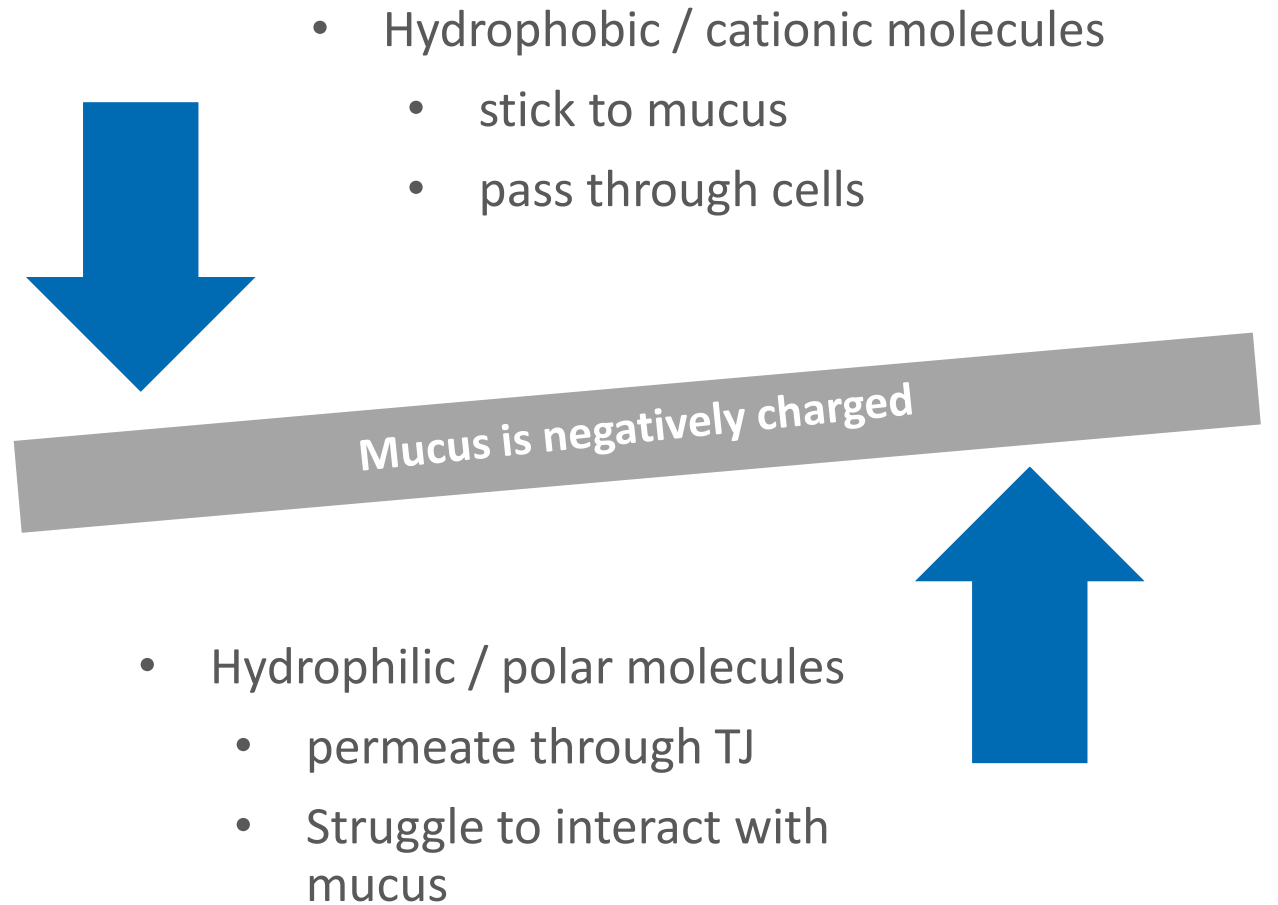 • Hydrophobic / cationic molecules
• stick to mucus
• pass through cells
Mucus is negatively charged
• Hydrophilic / polar molecules
• permeate through TJ
• Struggle to interact with
mucus